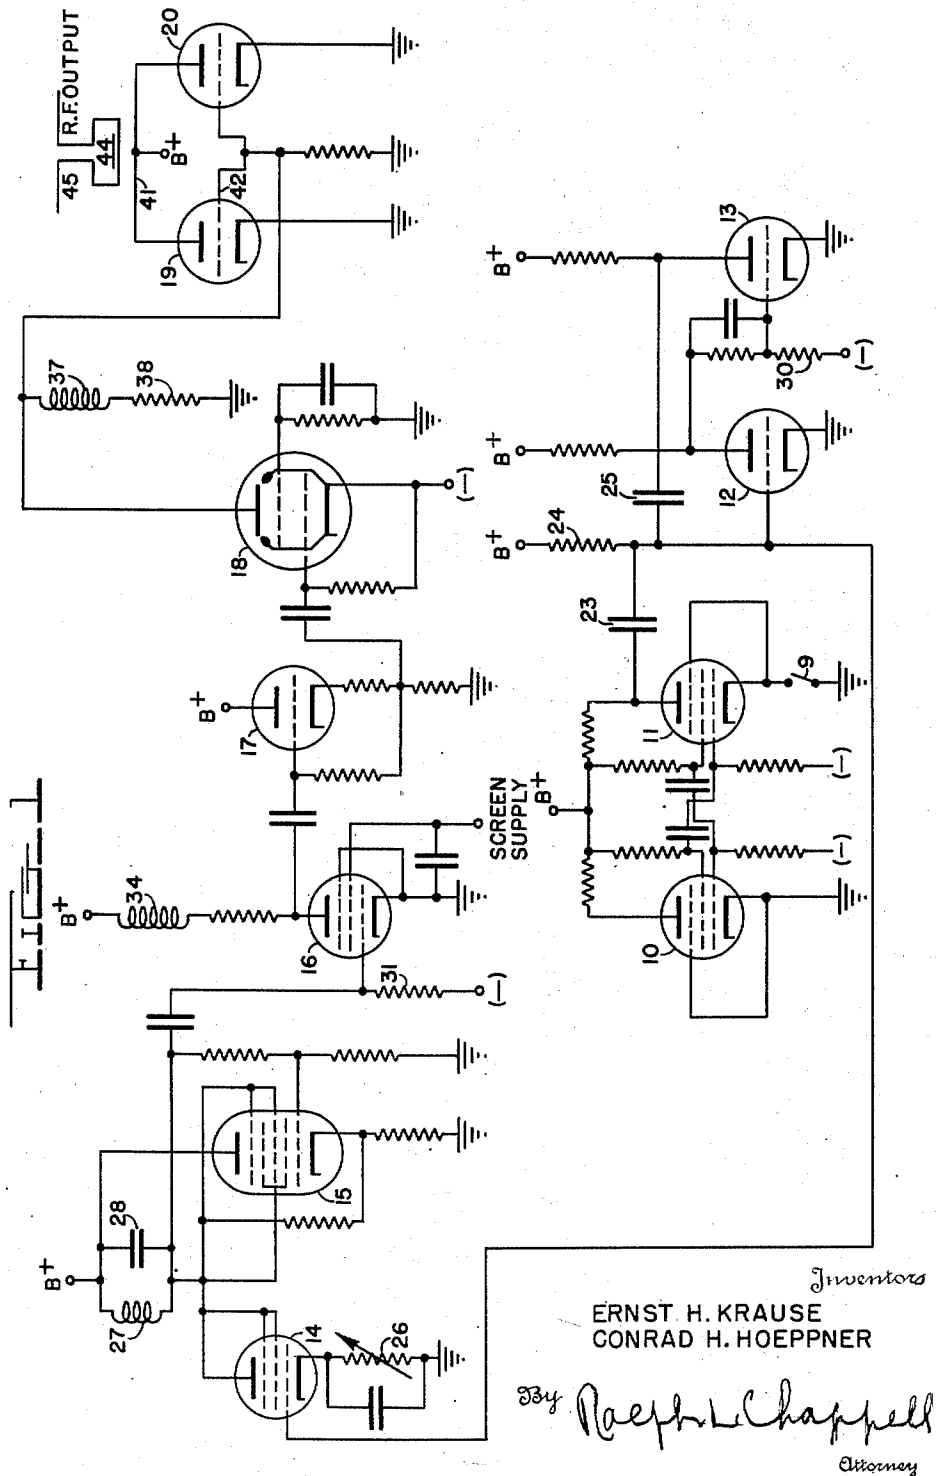 20
R.F. OUTPUT
45
44
B+
41
42
19
37
38
18
(-)
B+
17
B+
34
16
SCREEN
SUPPLY
31
(-)
B+
28
27
15
14
26
B+
13
30
(-)
B+
25
12
B+
24
23
11
9
B+
(-)
(-)
10
Inventors
ERNST H. KRAUSE
CONRAD H. HOEPPNER
By Ralph L Chappell
Attorney